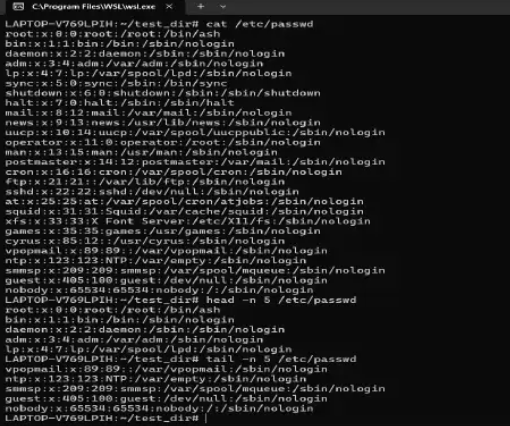 C:\Program Files\WSL\wsl.exe
LAPTOP-V769LPIH:~/test_dir# cat /etc/passwd
root:x:0:0:root:/root:/bin/ash
bin:x:1:1:bin:/bin:/sbin/nologin
daemon:x:2:2:daemon:/sbin:/sbin/nologin
adm:x:3:4:adm:/var/adm:/sbin/nologin
lp:x:4:7:lp:/var/spool/lpd:/sbin/nologin
sync:x:5:0:sync:/sbin:/bin/sync
shutdown:x:6:0:shutdown:/sbin:/sbin/shutdown
halt:x:7:0:halt:/sbin:/sbin/halt
mail:x:8:12:mail:/var/mail:/sbin/nologin
news:x:9:13:news:/usr/lib/news:/sbin/nologin
uucp:x:10:14:uucp:/var/spool/uucppublic:/sbin/nologin
operator:x:11:0:operator:/root:/sbin/nologin
man:x:13:15:man:/usr/man:/sbin/nologin
postmaster:x:14:12:postmaster:/var/mail:/sbin/nologin
cron:x:16:16:cron:/var/spool/cron:/sbin/nologin
ftp:x:21:21::/var/lib/ftp:/sbin/nologin
sshd:x:22:22:sshd:/dev/null:/sbin/nologin
at:x:25:25:at:/var/spool/cron/atjobs:/sbin/nologin
squid:x:31:31:Squid:/var/cache/squid:/sbin/nologin
xfs:x:33:33:X Font Server:/etc/X11/fs:/sbin/nologin
games:x:35:35:games:/usr/games:/sbin/nologin
cyrus:x:85:12::/usr/cyrus:/sbin/nologin
vpopmail:x:89:89::/var/vpopmail:/sbin/nologin
ntp:x:123:123:NTP:/var/empty:/sbin/nologin
smmsp:x:209:209:smmsp:/var/spool/mqueue:/sbin/nologin
guest:x:405:100:guest:/dev/null:/sbin/nologin
nobody:x:65534:65534:nobody:/:/sbin/nologin
LAPTOP-V769LPIH:~/test_dir# head -n 5 /etc/passwd
root:x:0:0:root:/root:/bin/ash
bin:x:1:1:bin:/bin:/sbin/nologin
daemon:x:2:2:daemon:/sbin:/sbin/nologin
adm:x:3:4:adm:/var/adm:/sbin/nologin
lp:x:4:7:lp:/var/spool/lpd:/sbin/nologin
LAPTOP-V769LPIH:~/test_dir# tail -n 5 /etc/passwd
vpopmail:x:89:89::/var/vpopmail:/sbin/nologin
ntp:x:123:123:NTP:/var/empty:/sbin/nologin
smmsp:x:209:209:smmsp:/var/spool/mqueue:/sbin/nologin
guest:x:405:100:guest:/dev/null:/sbin/nologin
nobody:x:65534:65534:nobody:/:/sbin/nologin
LAPTOP-V769LPIH:~/test_dir#